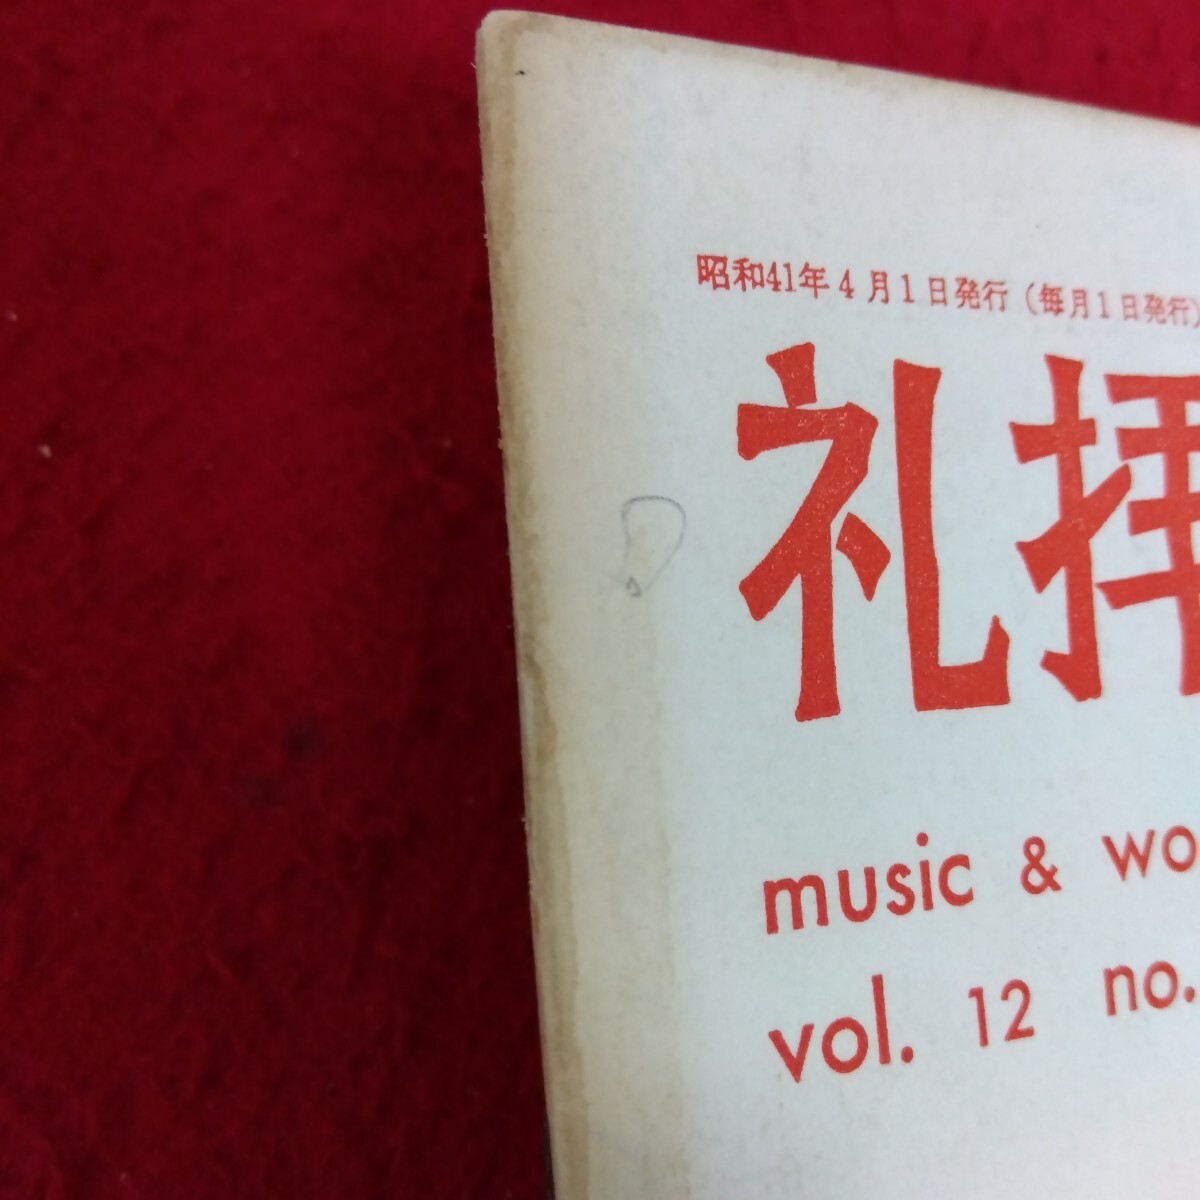 昭和41年4月1日発行(毎月1日発行)
礼拝
music & wo
vol. 12 no.